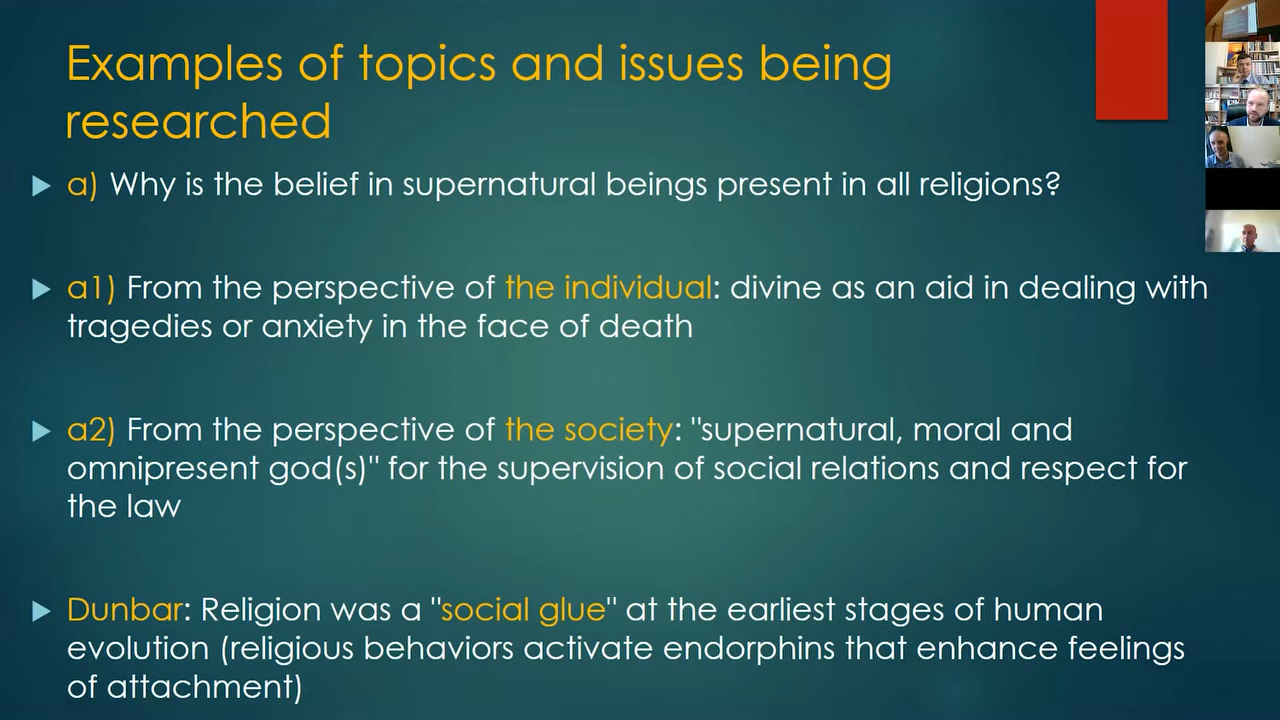 Examples of topics and issues being
researched
a) Why is the belief in supernatural beings present in all religions?
a1) From the perspective of the individual: divine as an aid in dealing with
tragedies or anxiety in the face of death
a2) From the perspective of the society: "supernatural, moral and
omnipresent god(s)" for the supervision of social relations and respect for
the law
Dunbar: Religion was a "social glue" at the earliest stages of human
evolution (religious behaviors activate endorphins that enhance feelings
of attachment)